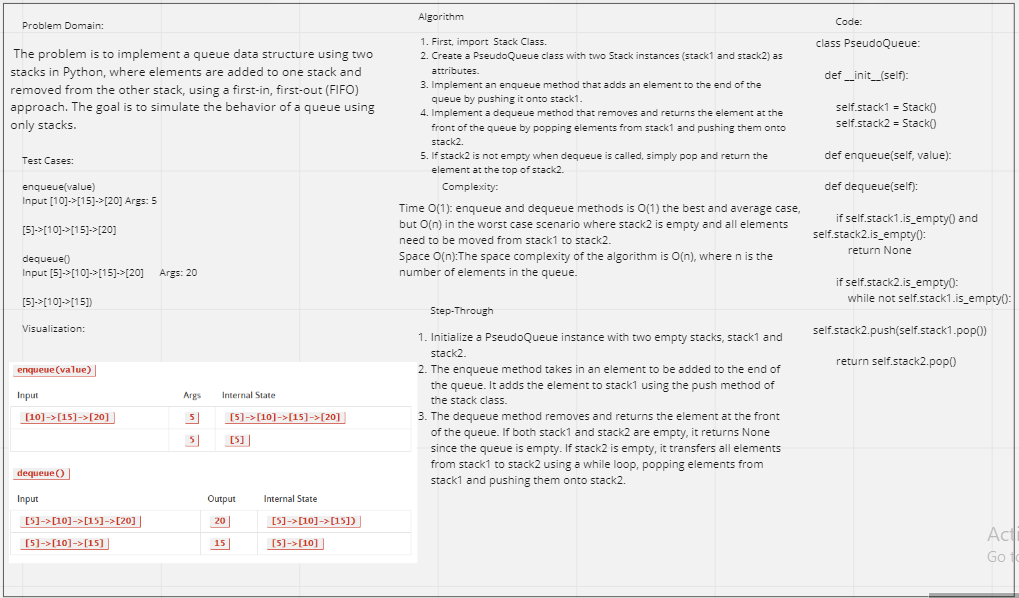 Problem Domain:
The problem is to implement a queue data structure using two
stacks in Python, where elements are added to one stack and
removed from the other stack, using a first-in, first-out (FIFO)
approach. The goal is to simulate the behavior of a queue using
only stacks.
Test Cases:
enqueue(value)
Input [10]->[15]->[20] Args: 5
[5]->[10]->[15]->[20]
dequeue()
Input [5]->[10]->[15]->[20] Args: 20
[5]->[10]->[15])
Visualization:
enqueue(value)
Input Args Internal State
[10]->[15]->[20] 5 [5]->[10]->[15]->[20]
5 [5]
dequeue()
Input Output Internal State
[5]->[10]->[15]->[20] 20 [5]->[10]->[15])
[5]->[10]->[15] 15 [5]->[10]
Algorithm
1. First, import Stack Class.
2. Create a PseudoQueue class with two Stack instances (stack1 and stack2) as
attributes.
3. Implement an enqueue method that adds an element to the end of the
queue by pushing it onto stack1.
4. Implement a dequeue method that removes and returns the element at the
front of the queue by popping elements from stack1 and pushing them onto
stack2.
5. If stack2 is not empty when dequeue is called, simply pop and return the
element at the top of stack2.
Complexity:
Time O(1): enqueue and dequeue methods is O(1) the best and average case,
but O(n) in the worst case scenario where stack2 is empty and all elements
need to be moved from stack1 to stack2.
Space O(n):The space complexity of the algorithm is O(n), where n is the
number of elements in the queue.
Step-Through
1. Initialize a PseudoQueue instance with two empty stacks, stack1 and
stack2.
2. The enqueue method takes in an element to be added to the end of
the queue. It adds the element to stack1 using the push method of
the stack class.
3. The dequeue method removes and returns the element at the front
of the queue. If both stack1 and stack2 are empty, it returns None
since the queue is empty. If stack2 is empty, it transfers all elements
from stack1 to stack2 using a while loop, popping elements from
stack1 and pushing them onto stack2.
Code:
class PseudoQueue:
def __init__(self):
self.stack1 = Stack()
self.stack2 = Stack()
def enqueue(self, value):
def dequeue(self):
if self.stack1.is_empty() and
self.stack2.is_empty():
return None
if self.stack2.is_empty():
while not self.stack1.is_empty():
self.stack2.push(self.stack1.pop())
return self.stack2.pop()
Acti
Go to